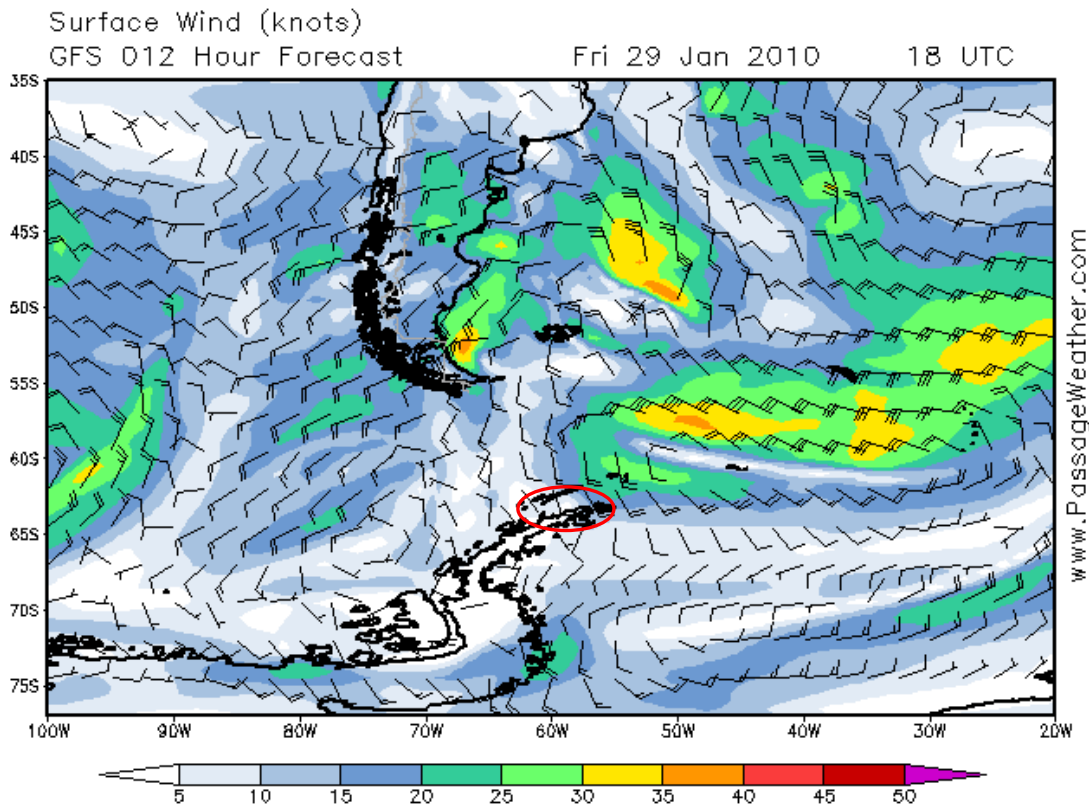 Surface Wind (knots)
GFS 012 Hour Forecast Fri 29 Jan 2010 18 UTC
35S
40S
45S
50S
55S
60S
65S
70S
75S
100W 90W 80W 70W 60W 50W 40W 30W 20W
5 10 15 20 25 30 35 40 45 50
www.PassageWeather.com